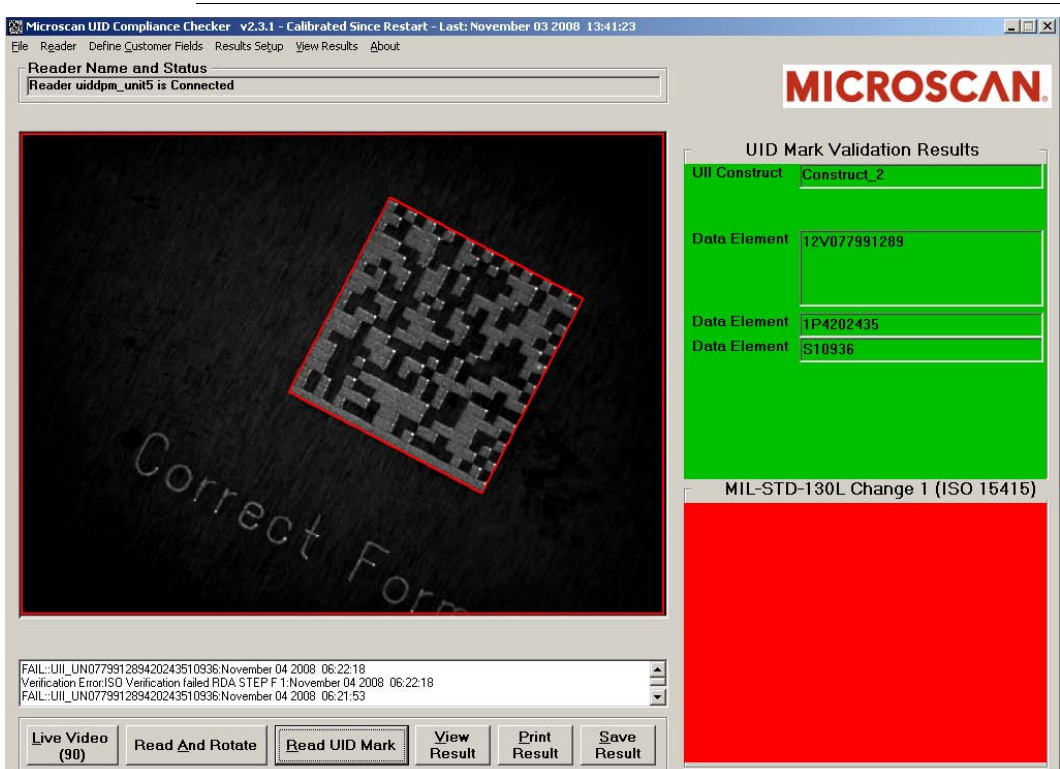 Microscan UID Compliance Checker v2.3.1 - Calibrated Since Restart - Last: November 03 2008 13:41:23
File Reader Define Customer Fields Results Setup View Results About
Reader Name and Status
Reader uiddpm_unit5 is Connected
MICROSCAN.
UID Mark Validation Results
UII Construct Construct_2
Data Element 12V077991289
Data Element 1P4202435
Data Element S10936
MIL-STD-130L Change 1 (ISO 15415)
Correct Form
FAIL::UII_UN077991289420243510936:November 04 2008 06:22:18
Verification Error:ISO Verification failed RDA STEP F 1:November 04 2008 06:22:18
FAIL::UII_UN077991289420243510936:November 04 2008 06:21:53
Live Video (90)
Read And Rotate
Read UID Mark
View Result
Print Result
Save Result